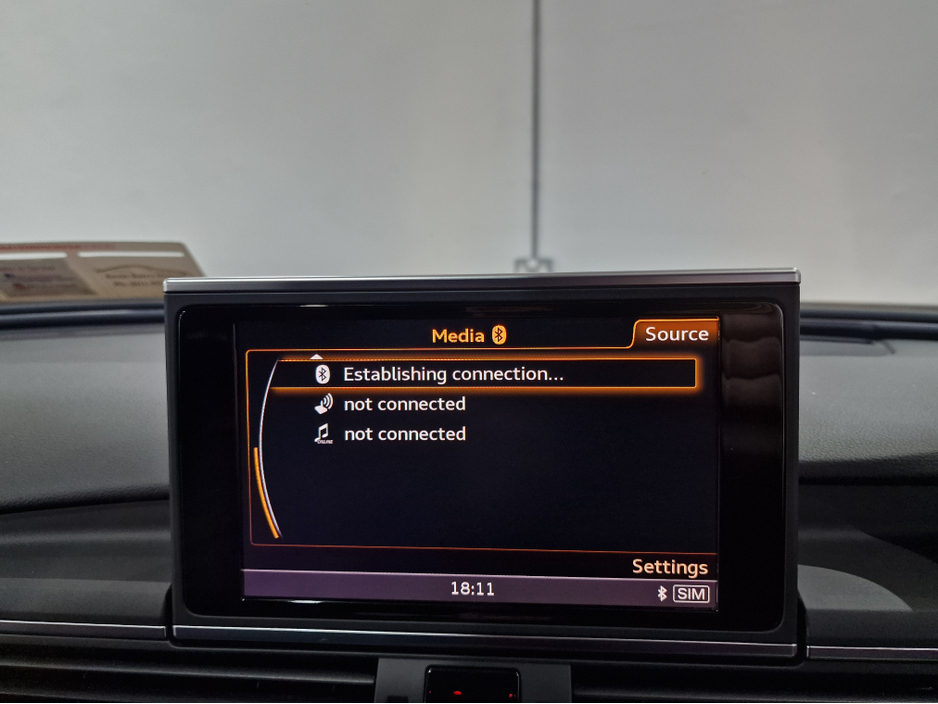 Media
Source
Establishing connection...
not connected
not connected
Settings
18:11
SIM